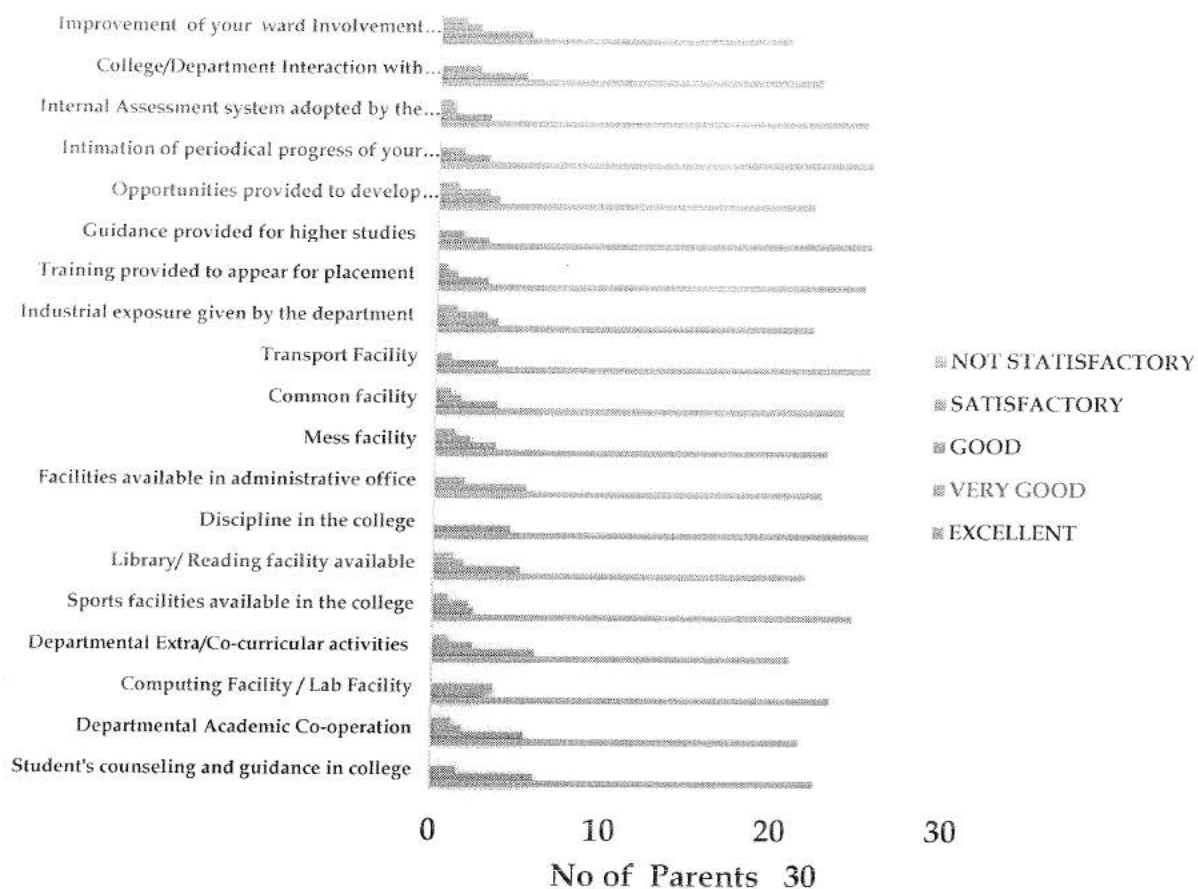 Improvement of your ward Involvement ...
College/Department Interaction with ...
Internal Assessment system adopted by the ...
Intimation of periodical progress of your ...
Opportunities provided to develop ...
Guidance provided for higher studies
Training provided to appear for placement
Industrial exposure given by the department
Transport Facility
Common facility
Mess facility
Facilities available in administrative office
Discipline in the college
Library/ Reading facility available
Sports facilities available in the college
Departmental Extra/Co-curricular activities
Computing Facility / Lab Facility
Departmental Academic Co-operation
Student's counseling and guidance in college
NOT STATISFACTORY
SATISFACTORY
GOOD
VERY GOOD
EXCELLENT
0 10 20 30
No of Parents 30